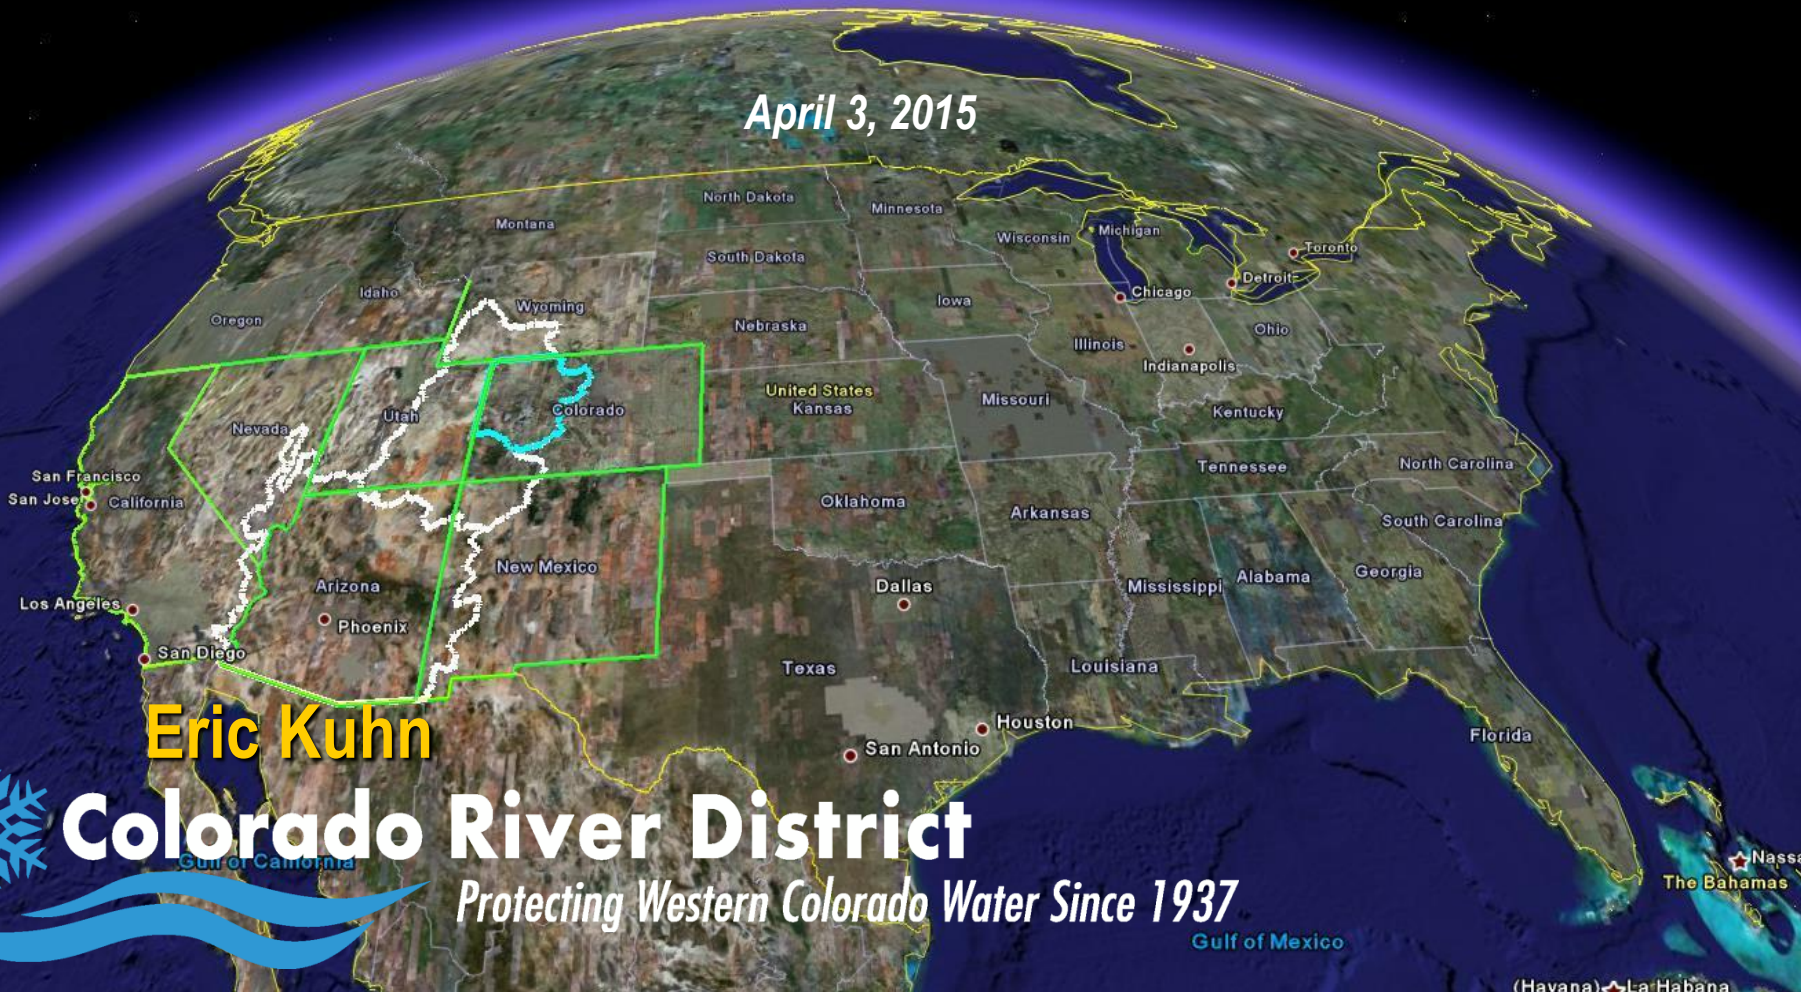 April 3, 2015
North Dakota
Minnesota
Montana
Wisconsin
Michigan
Toronto
South Dakota
Detroit
Idaho
Wyoming
Chicago
Iowa
Oregon
Nebraska
Ohio
Illinois
Indianapolis
United States
Kansas
Missouri
Utah
Colorado
Kentucky
Nevada
Tennessee
North Carolina
San Francisco
San Jose
California
Oklahoma
Arkansas
South Carolina
New Mexico
Arizona
Dallas
Mississippi
Alabama
Georgia
Los Angeles
Phoenix
San Diego
Texas
Louisiana
Houston
Florida
San Antonio
Eric Kuhn
Colorado River District
Gulf of California
Nassa
The Bahamas
Protecting Western Colorado Water Since 1937
Gulf of Mexico
(Havana) La Habana